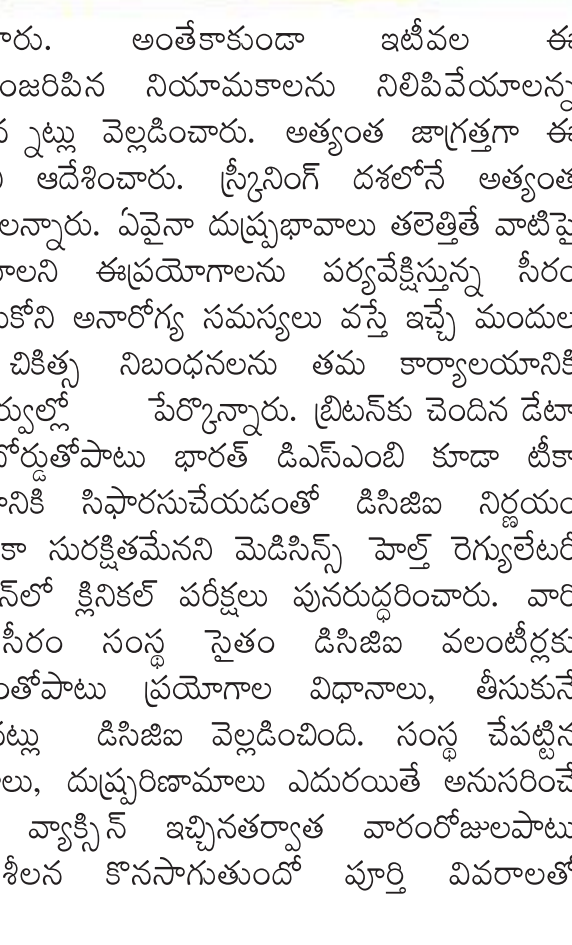 ారు. అంతేకాకుండా ఇటీవల ఈ
ంజరిపిన నియామకాలను నిలిపివేయాలన్న
న ్నట్లు వెల్లడించారు. అత్యంత జాగ్రత్తగా ఈ
ఆదేశించారు. స్క్రీనింగ్ దశలోనే అత్యంత
లన్నారు. ఏవైనా దుష్ప్రభావాలు తలెత్తితే వాటిపై
ాలని ఈప్రయోగాలను పర్యవేక్షిస్తున్న సీరం
ుకోని అనారోగ్య సమస్యలు వస్తే ఇచ్చే మందుల
చికిత్స నిబంధనలను తమ కార్యాలయానికి
ర్వుల్లో పేర్కొన్నారు. బ్రిటన్‌కు చెందిన డేటా
బోర్డుతోపాటు భారత్ డిఎస్ఎంబి కూడా టీకా
ానికి సిఫారసుచేయడంతో డిసిజిఐ నిర్ణయం
కా సురక్షితమేనని మెడిసిన్స్ హెల్త్ రెగ్యులేటరీ
న్‌లో క్లినికల్ పరీక్షలు పునరుద్ధరించారు. వారి
సీరం సంస్థ సైతం డిసిజిఐ వలంటీర్లకు
ంతోపాటు ప్రయోగాల విధానాలు, తీసుకునే
నట్లు డిసిజిఐ వెల్లడించింది. సంస్థ చేపట్టిన
లు, దుష్ప్రరిణామాలు ఎదురయితే అనుసరించే
వ్యాక్సిన్ ఇచ్చినతర్వాత వారంరోజులపాటు
శీలన కొనసాగుతుందో పూర్తి వివరాలతో